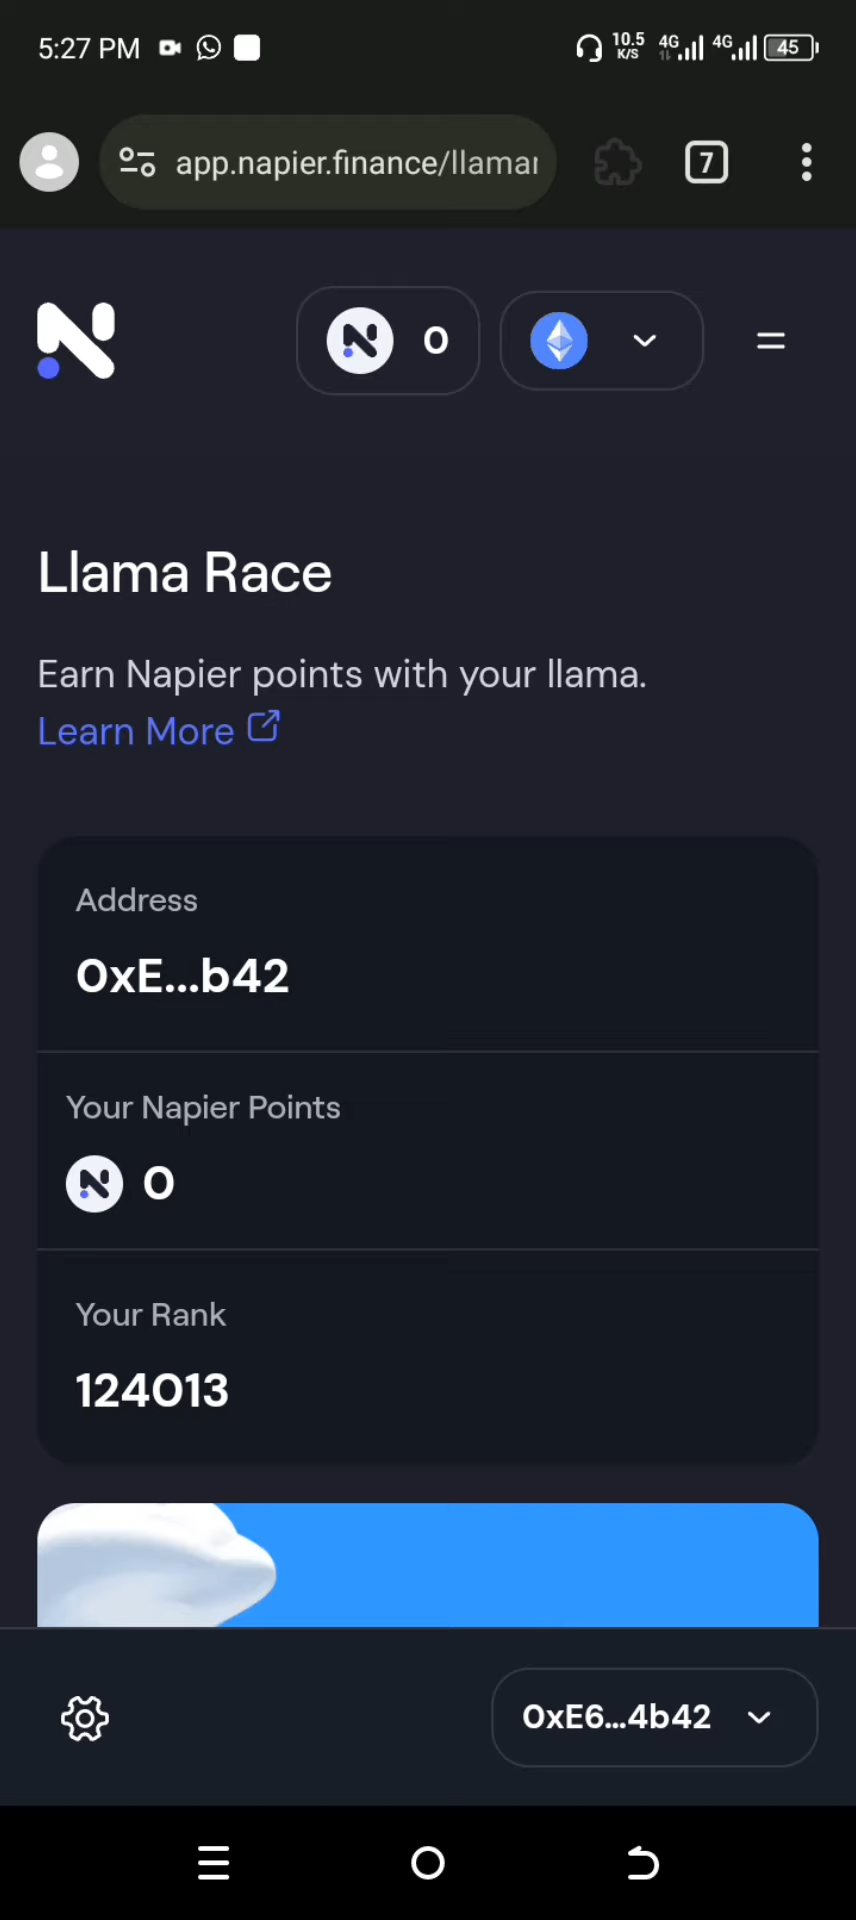 5:27 PM
10.5 K/S 4G 4G 45
app.napier.finance/llamar
7
0
Llama Race
Earn Napier points with your llama.
Learn More
Address
0xE...b42
Your Napier Points
0
Your Rank
124013
0xE6...4b42